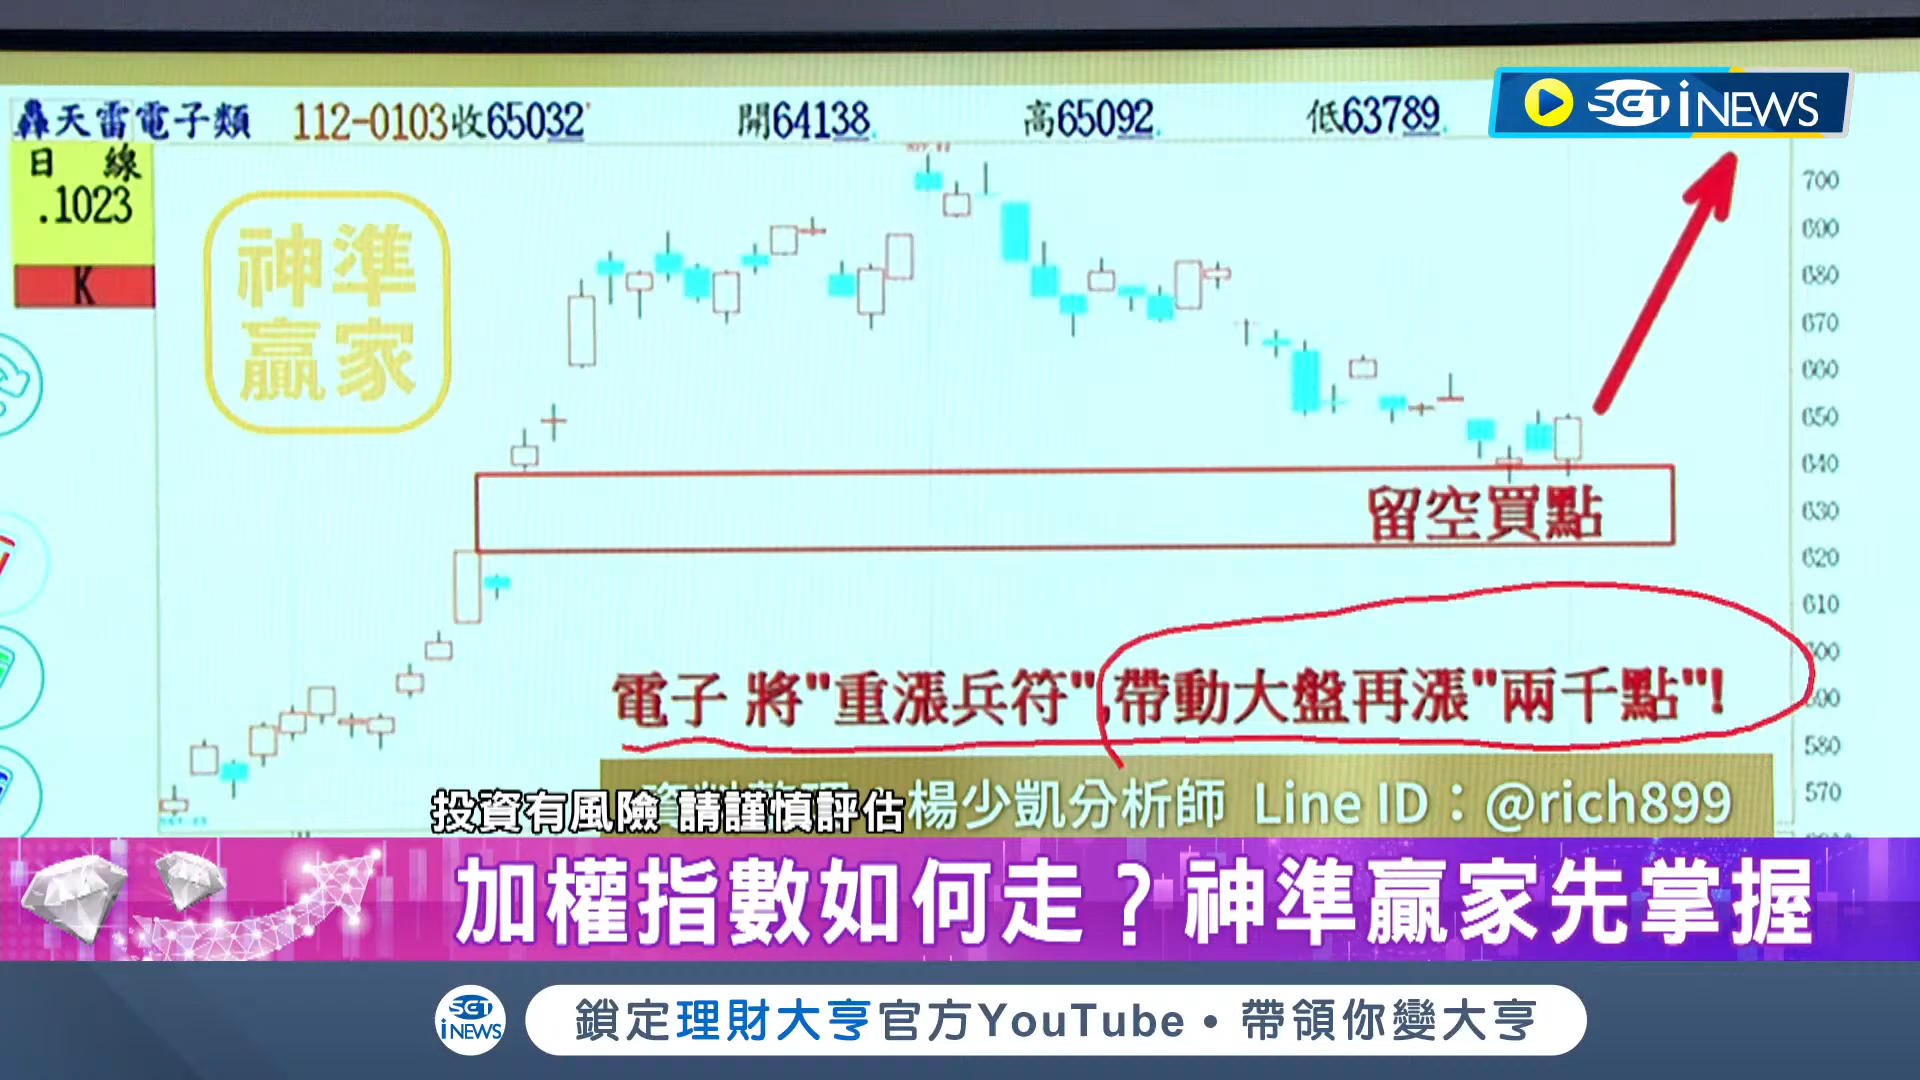 轟天雷電子類 112-0103收65032 開64138 高65092 低63789
SET iNEWS
日 線
.1023
K
神準
贏家
700
690
680
670
660
650
640
630
620
610
600
590
580
570
留空買點
電子 將"重漲兵符",帶動大盤再漲"兩千點"!
投資有風險 請謹慎評估
楊少凱分析師 Line ID：@rich899
加權指數如何走？神準贏家先掌握
SET iNEWS
鎖定理財大亨官方YouTube • 帶領你變大亨